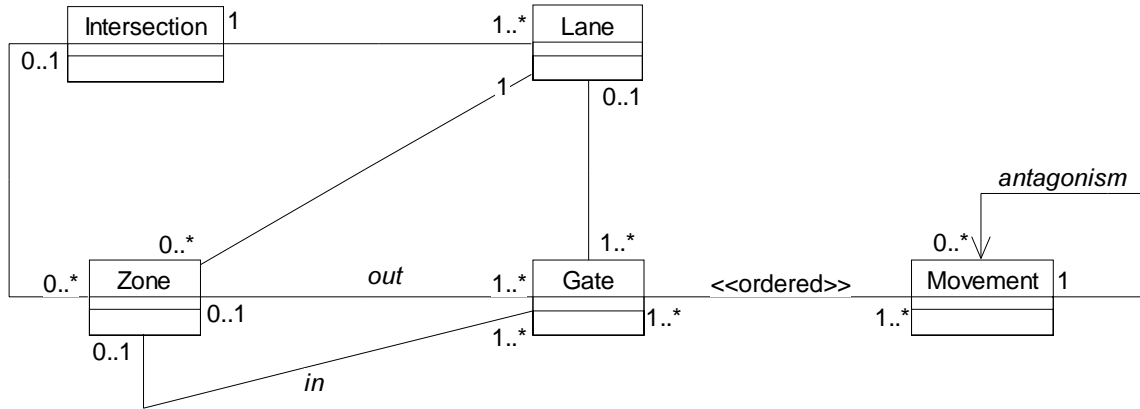 Intersection 1 1..* Lane
0..1 1 0..1
antagonism
0..* 1..* 0..*
0..* Zone out 1..* Gate <<ordered>> Movement 1
0..1 1..* 1..*
0..1 1..*
in